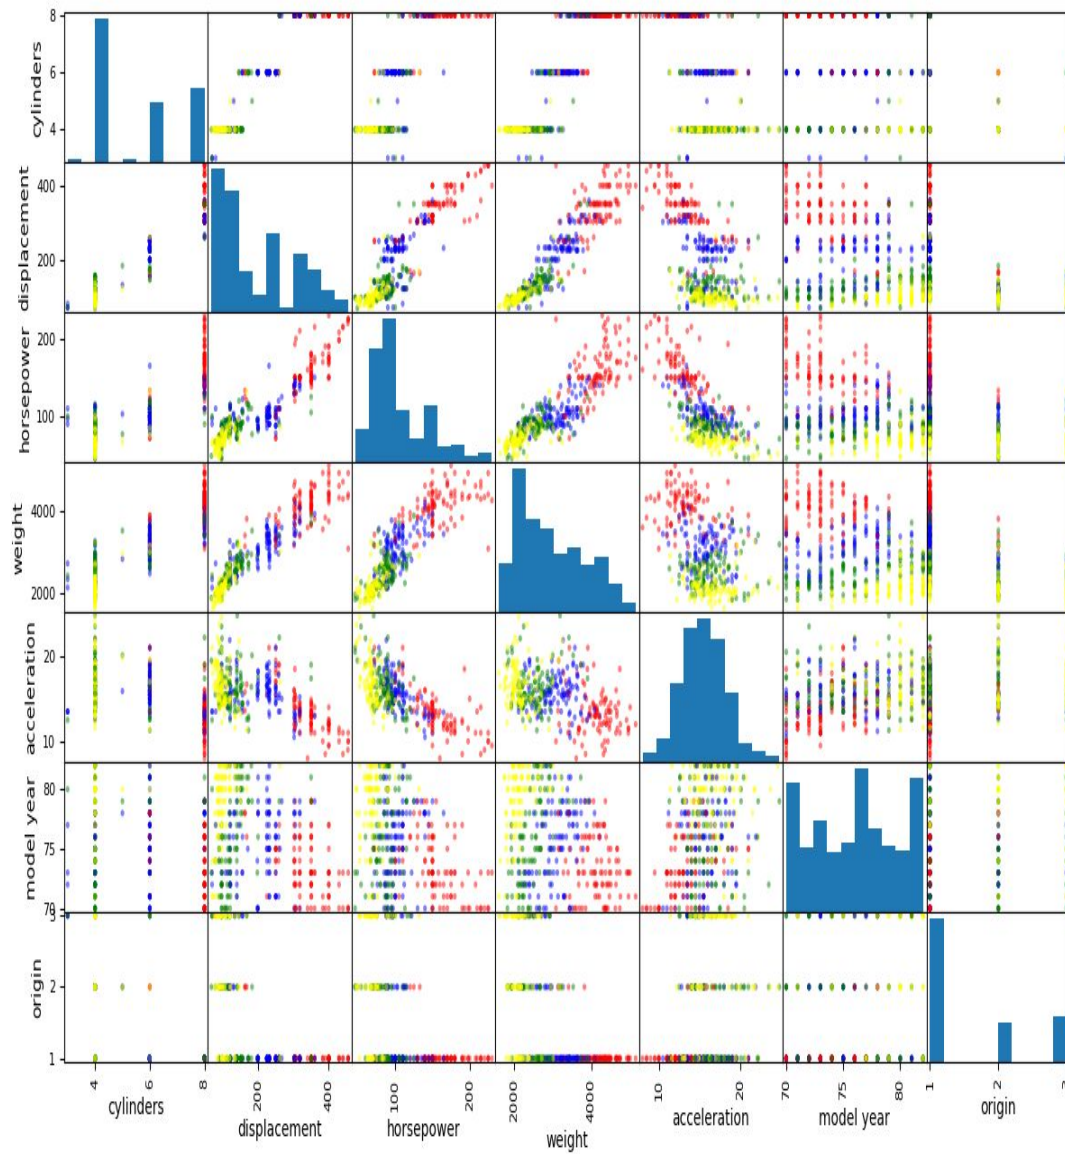 8
6
4
cylinders
400
200
displacement
200
100
horsepower
4000
2000
weight
20
10
acceleration
80
75
70
model year
3
2
1
origin
4 6 8 200 400 100 200 2000 4000 10 20 70 75 80 1 2 3
cylinders displacement horsepower weight acceleration model year origin